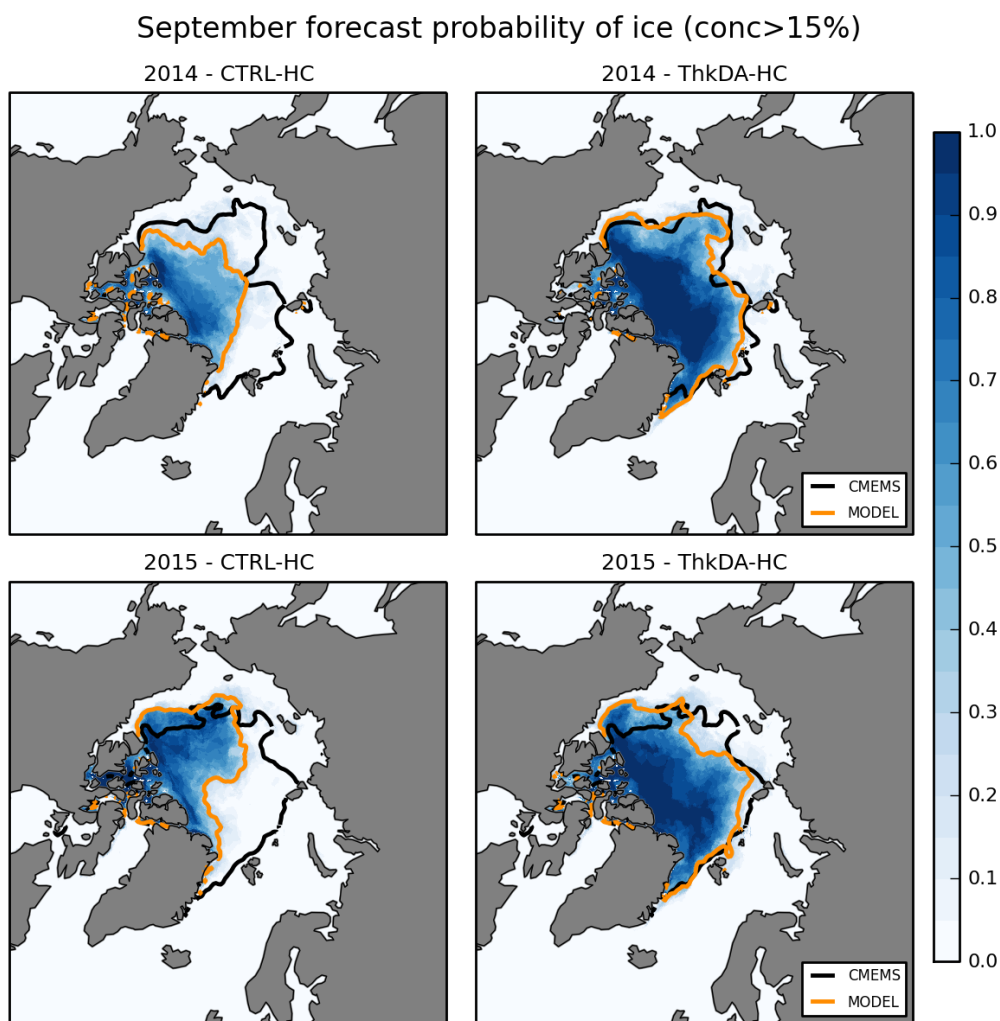 September forecast probability of ice (conc>15%)
2014 - CTRL-HC
2014 - ThkDA-HC
1.0
0.9
0.8
0.7
0.6
0.5
0.4
0.3
0.2
0.1
0.0
CMEMS
MODEL
2015 - CTRL-HC
2015 - ThkDA-HC
CMEMS
MODEL